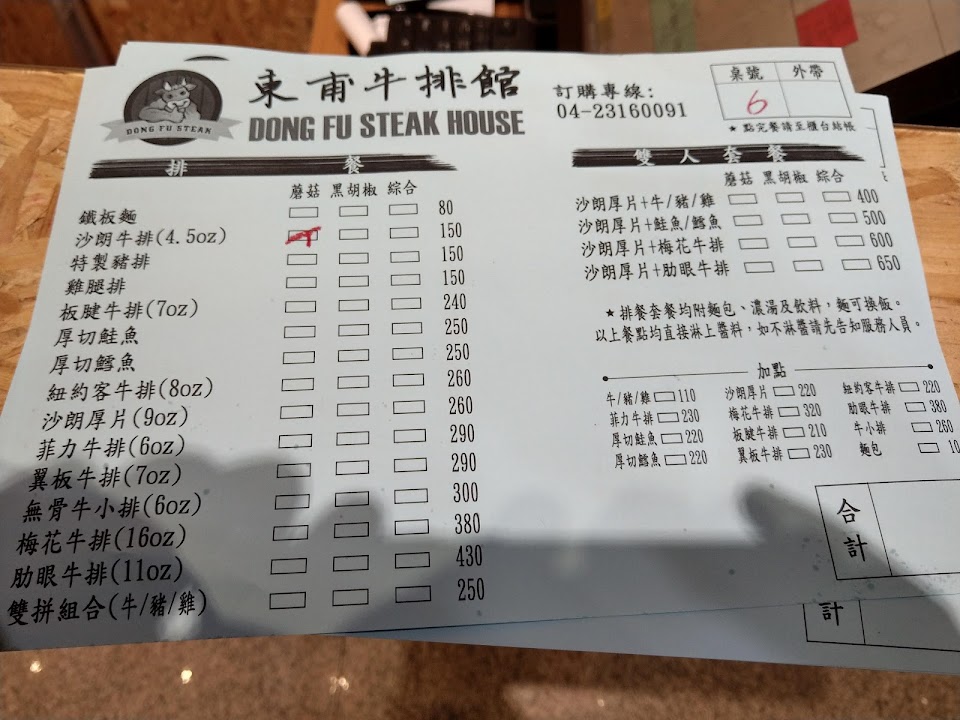 DONG FU STEAK
東甫牛排館
DONG FU STEAK HOUSE
訂購專線:
04-23160091
桌號 外帶
6
★點完餐請至櫃台結帳
排 餐
蘑菇 黑胡椒 綜合
鐵板麵 80
沙朗牛排(4.5oz) 150
特製豬排 150
雞腿排 150
板腱牛排(7oz) 240
厚切鮭魚 250
厚切鱈魚 250
紐約客牛排(8oz) 260
沙朗厚片(9oz) 260
菲力牛排(6oz) 290
翼板牛排(7oz) 290
無骨牛小排(6oz) 300
梅花牛排(16oz) 380
肋眼牛排(11oz) 430
雙拼組合(牛/豬/雞) 250
雙人套餐
蘑菇 黑胡椒 綜合
沙朗厚片+牛/豬/雞 400
沙朗厚片+鮭魚/鱈魚 500
沙朗厚片+梅花牛排 600
沙朗厚片+肋眼牛排 650
★排餐套餐均附麵包、濃湯及飲料，麵可換飯。
以上餐點均直接淋上醬料，如不淋醬請先告知服務人員。
加點
牛/豬/雞 110 沙朗厚片 220 紐約客牛排 220
菲力牛排 230 梅花牛排 320 肋眼牛排 380
厚切鮭魚 220 板腱牛排 210 牛小排 260
厚切鱈魚 220 翼板牛排 230 麵包 10
合計
計